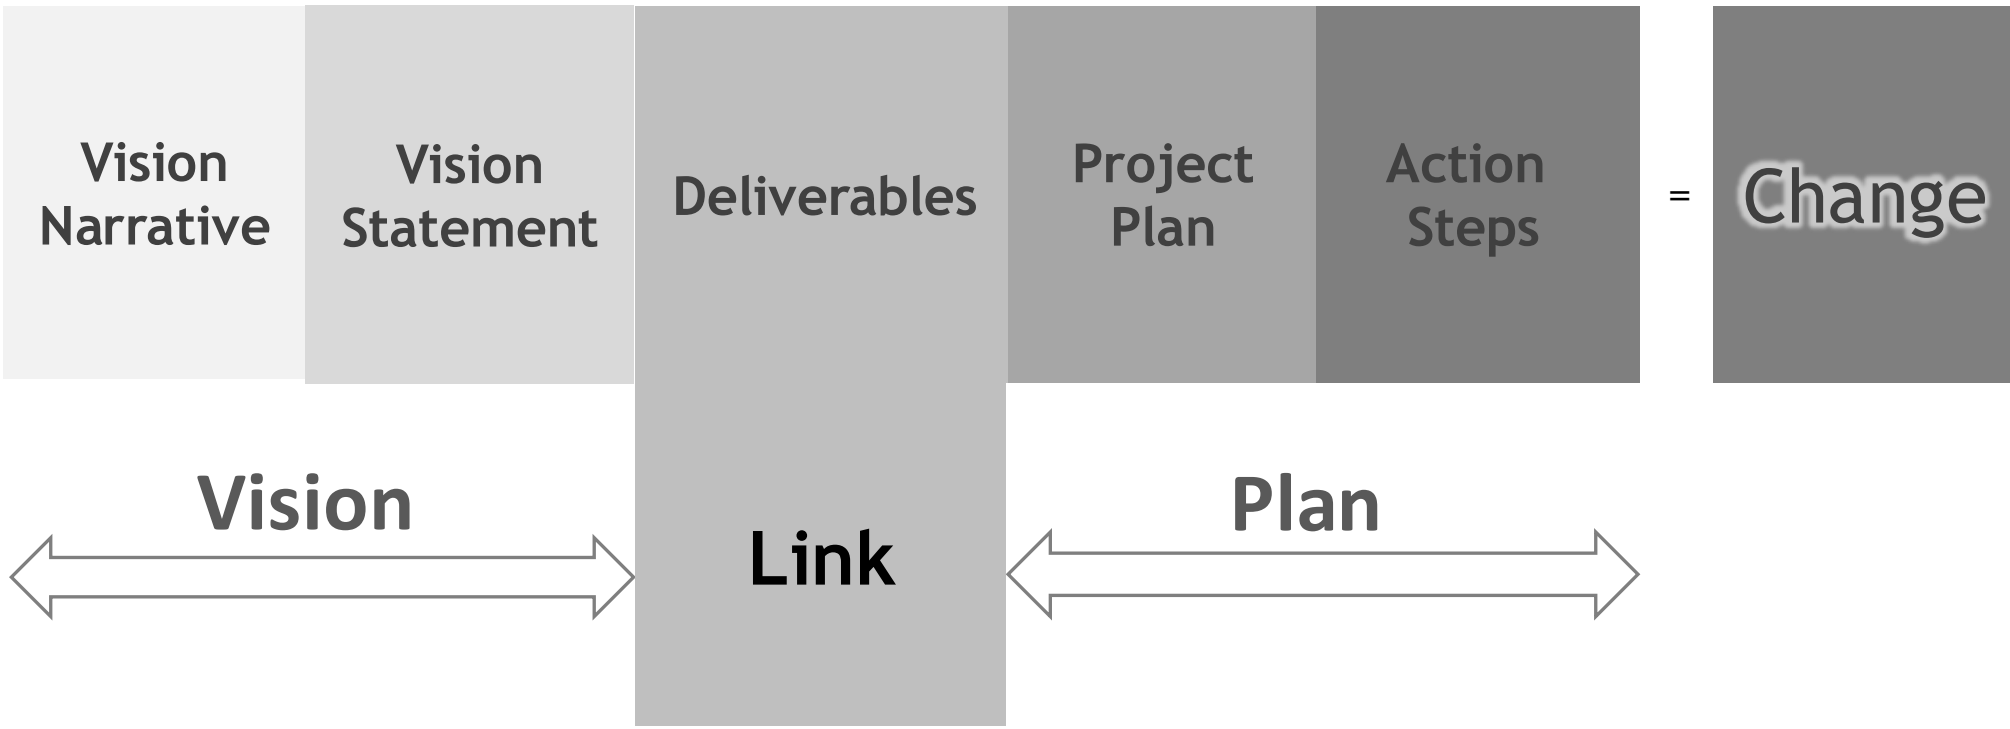 Vision
Narrative
Vision
Statement
Deliverables
Project
Plan
Action
Steps
=
Change
Vision
Link
Plan